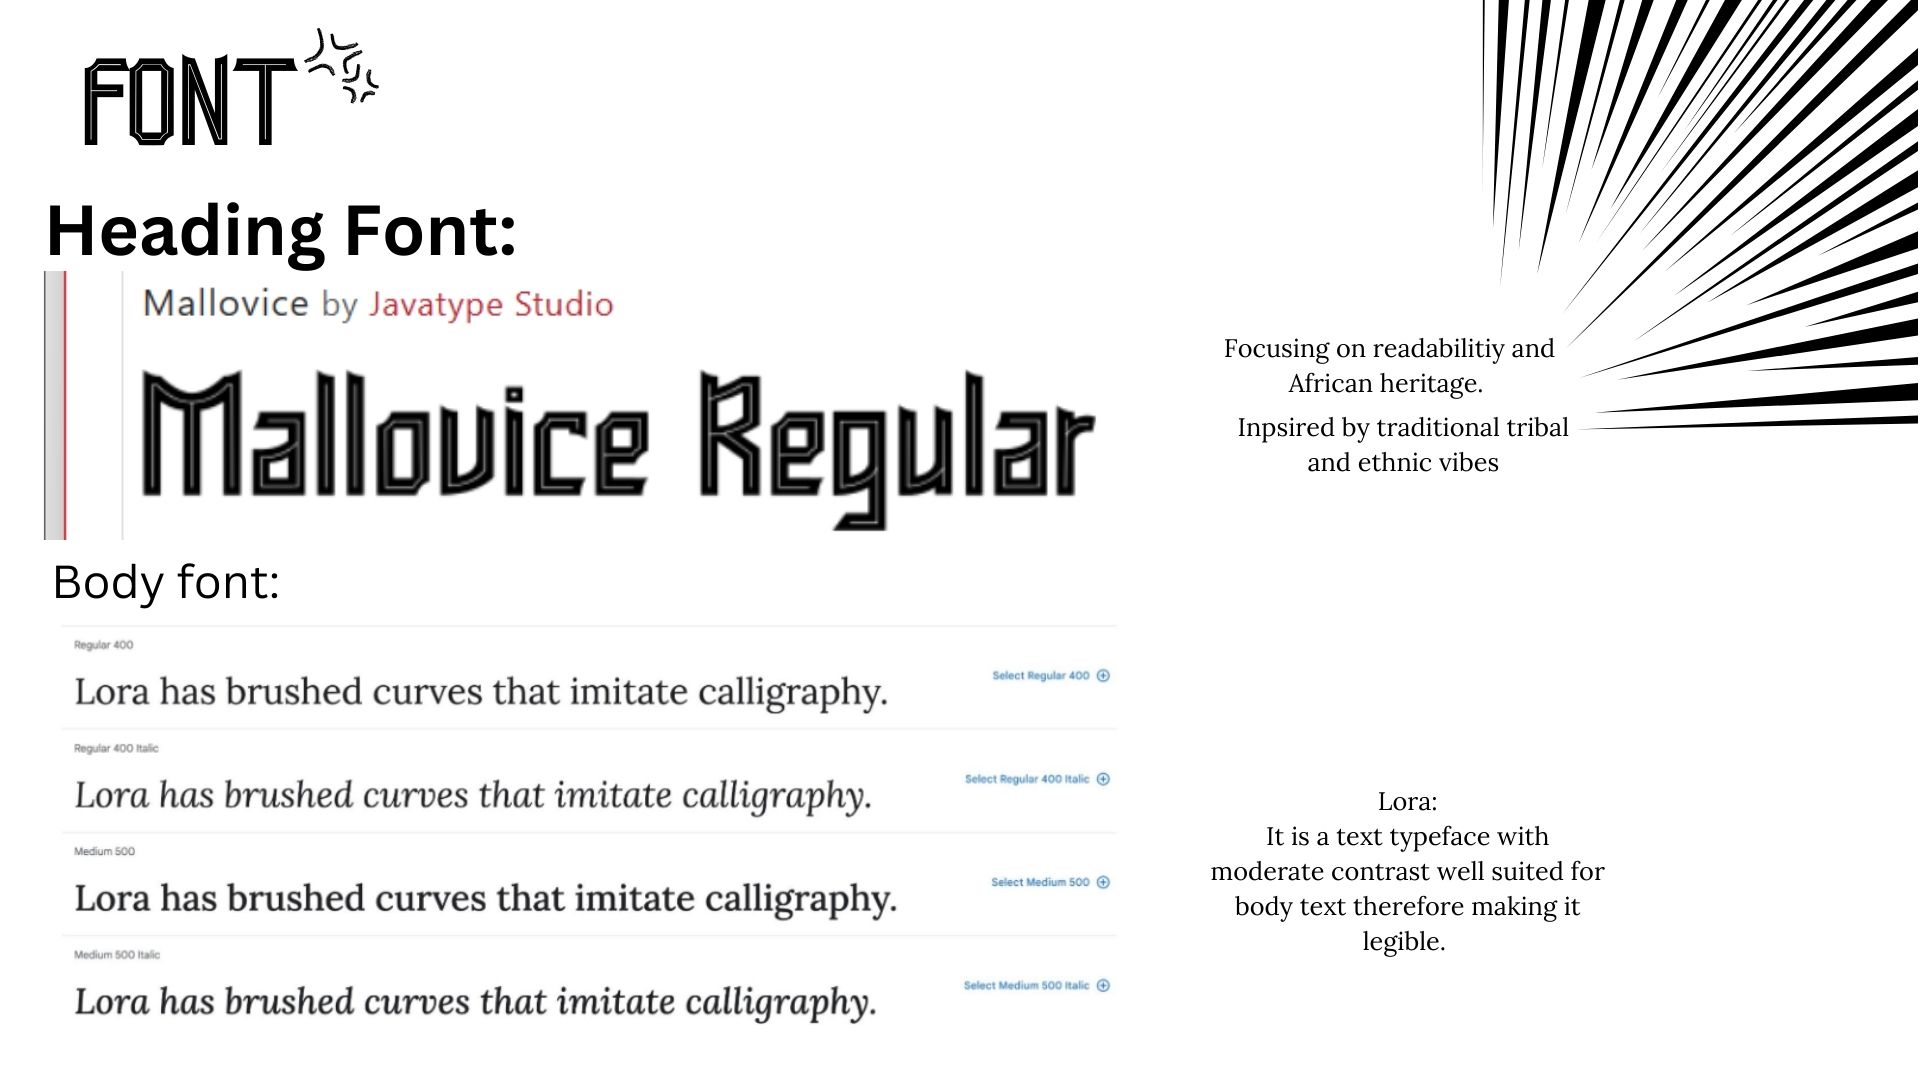 FONT
Heading Font:
Mallovice by Javatype Studio
Mallovice Regular
Focusing on readabilitiy and
African heritage.
Inpsired by traditional tribal
and ethnic vibes
Body font:
Regular 400
Lora has brushed curves that imitate calligraphy.
Select Regular 400
Regular 400 Italic
Lora has brushed curves that imitate calligraphy.
Select Regular 400 Italic
Medium 500
Lora has brushed curves that imitate calligraphy.
Select Medium 500
Medium 500 Italic
Lora has brushed curves that imitate calligraphy.
Select Medium 500 Italic
Lora:
It is a text typeface with
moderate contrast well suited for
body text therefore making it
legible.